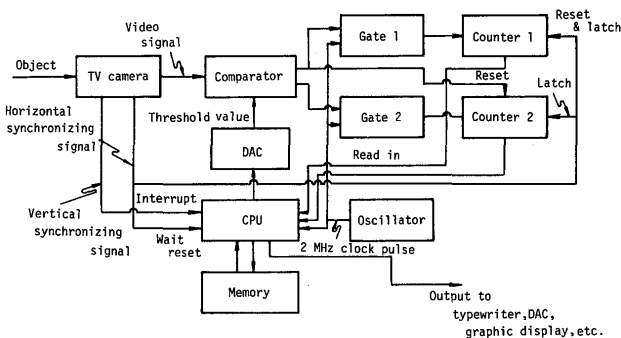 Video
signal
Object
TV camera
Comparator
Gate 1
Counter 1
Reset
& latch
Reset
Latch
Horizontal
synchronizing
signal
Threshold value
Gate 2
Counter 2
DAC
Read in
Interrupt
CPU
Oscillator
Vertical
synchronizing
signal
Wait
reset
2 MHz clock pulse
Memory
Output to
typewriter,DAC,
graphic display,etc.